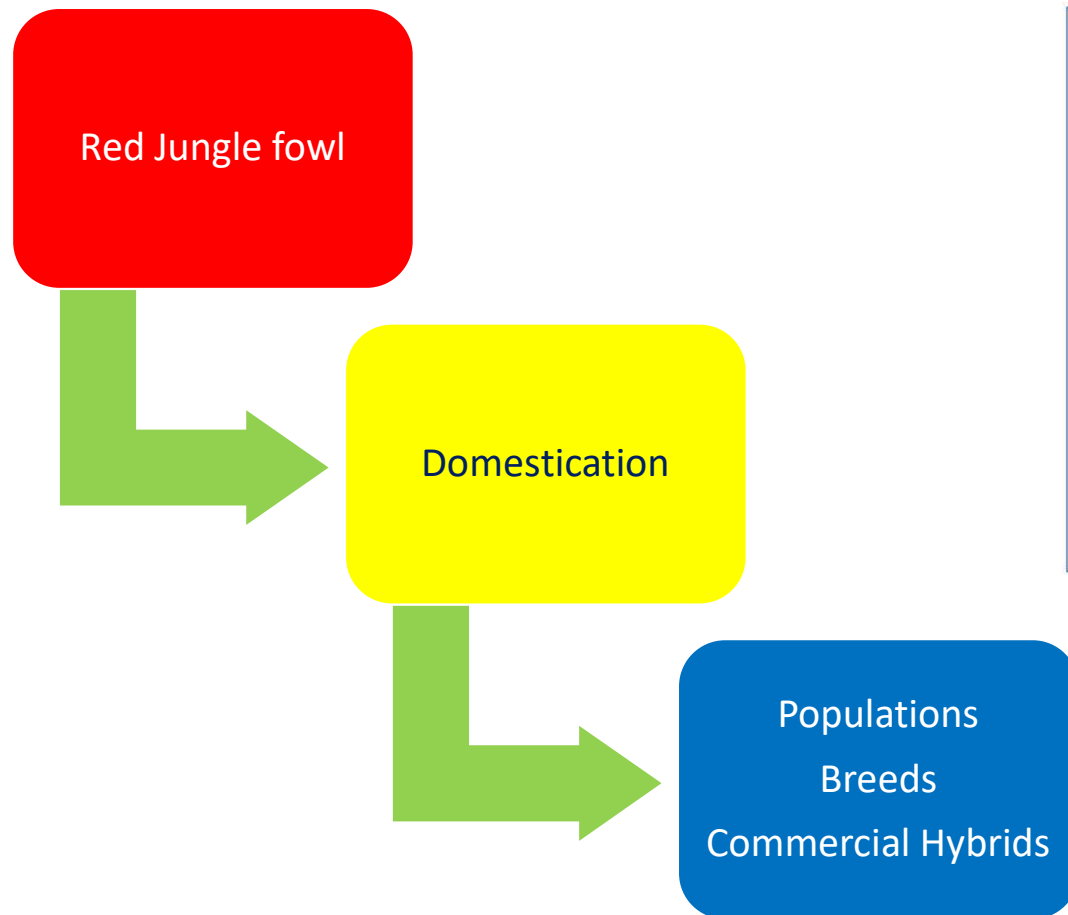 Red Jungle fowl
Domestication
Populations
Breeds
Commercial Hybrids